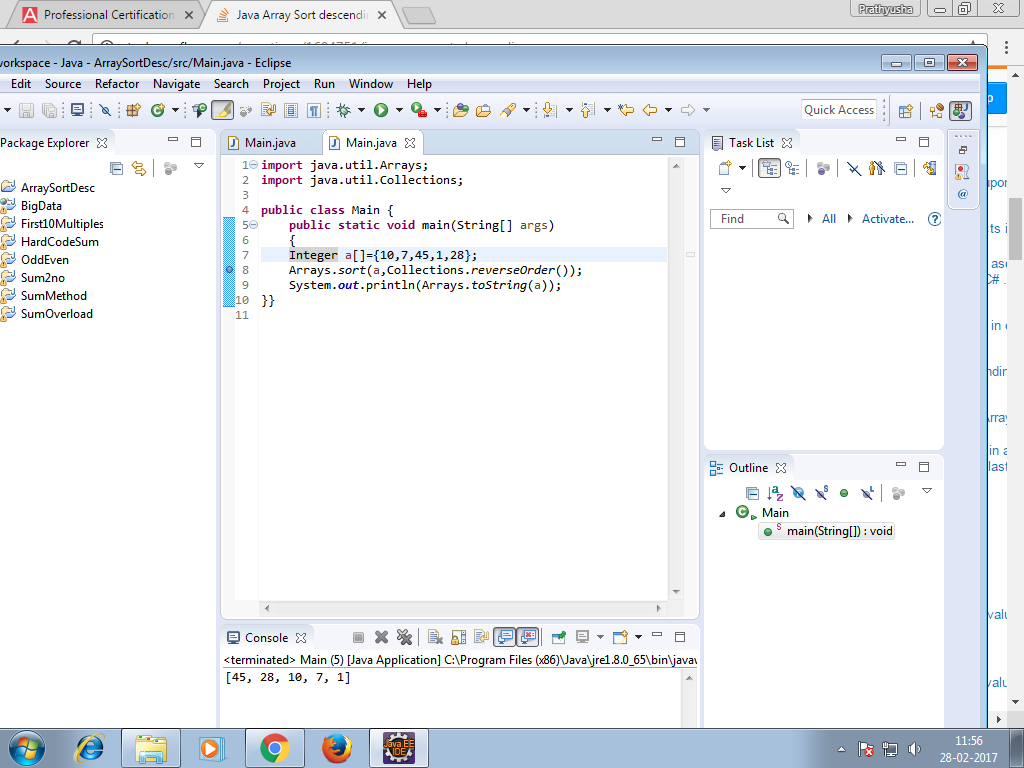 Professional Certification
Java Array Sort descendi
Prathyusha
workspace - Java - ArraySortDesc/src/Main.java - Eclipse
Edit Source Refactor Navigate Search Project Run Window Help
Quick Access
Package Explorer
ArraySortDesc
BigData
First10Multiples
HardCodeSum
OddEven
Sum2no
SumMethod
SumOverload
Main.java
Main.java
1 import java.util.Arrays;
2 import java.util.Collections;
3
4 public class Main {
5 public static void main(String[] args)
6 {
7 Integer a[]={10,7,45,1,28};
8 Arrays.sort(a,Collections.reverseOrder());
9 System.out.println(Arrays.toString(a));
10 }}
11
Task List
Find All Activate...
Outline
Main
main(String[]) : void
Console
<terminated> Main (5) [Java Application] C:\Program Files (x86)\Java\jre1.8.0_65\bin\javaw
[45, 28, 10, 7, 1]
Java EE
IDE
11:56
28-02-2017